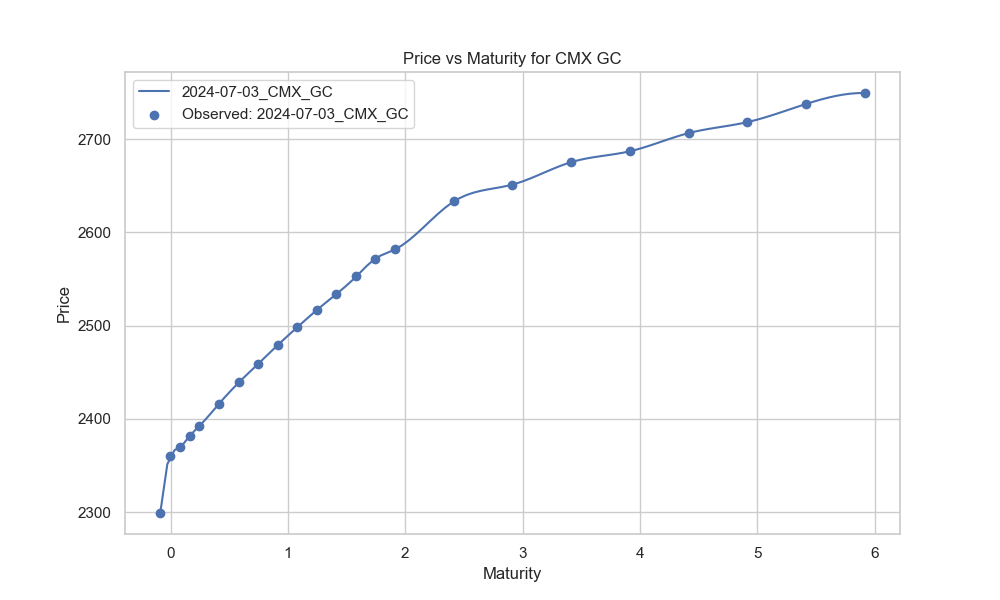 Price vs Maturity for CMX GC
2024-07-03_CMX_GC
Observed: 2024-07-03_CMX_GC
2700
2600
2500
2400
2300
Price
0 1 2 3 4 5 6
Maturity